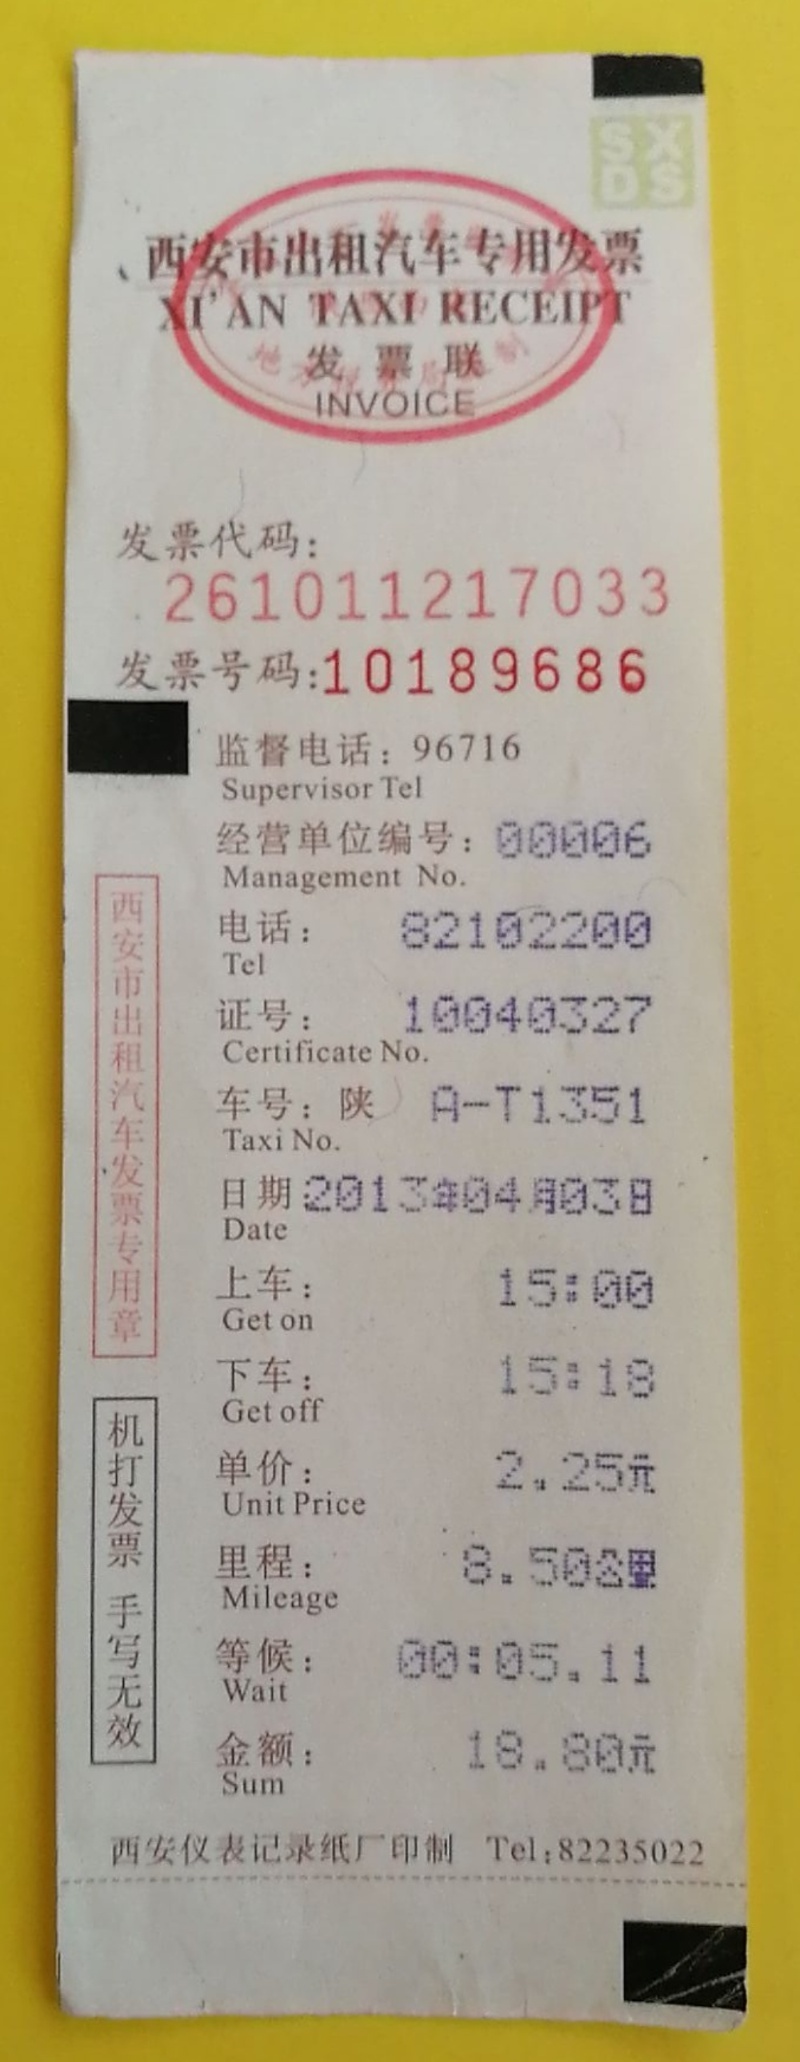 SX
DS
西安市出租汽车专用发票
XI'AN TAXI RECEIPT
发票联
INVOICE
发票代码:
261011217033
发票号码:10189686
监督电话：96716
Supervisor Tel
经营单位编号：00006
Management No.
电话： 82102200
Tel
证号： 10040327
Certificate No.
车号：陕 A-T1351
Taxi No.
日期 2013年04月03日
Date
上车： 15:00
Get on
下车： 15:18
Get off
单价： 2.25元
Unit Price
里程： 8.50公里
Mileage
等候： 00:05.11
Wait
金额： 18.80元
Sum
西安市出租汽车发票专用章
机打发票 手写无效
西安仪表记录纸厂印制 Tel:82235022